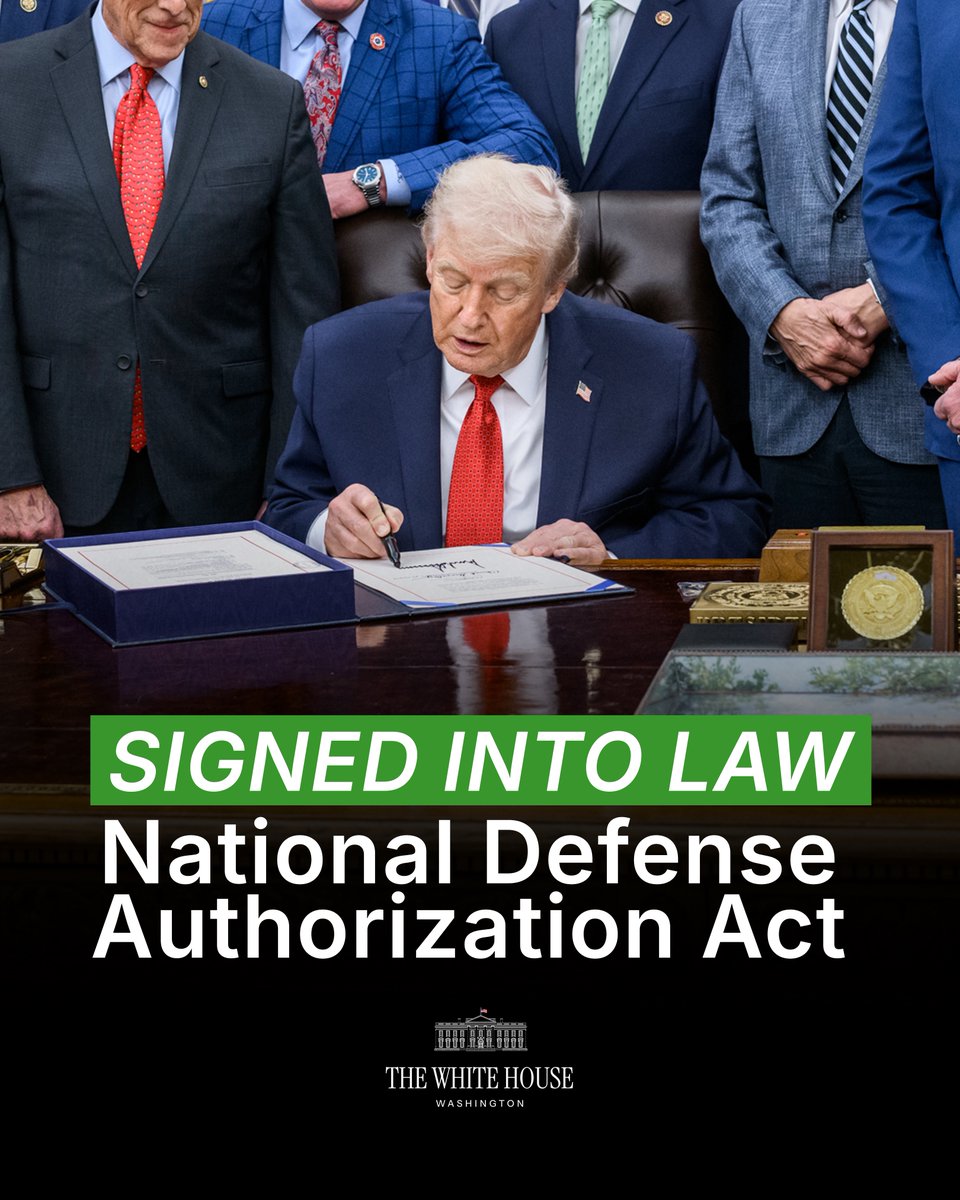 SIGNED INTO LAW
National Defense
Authorization Act
THE WHITE HOUSE
WASHINGTON